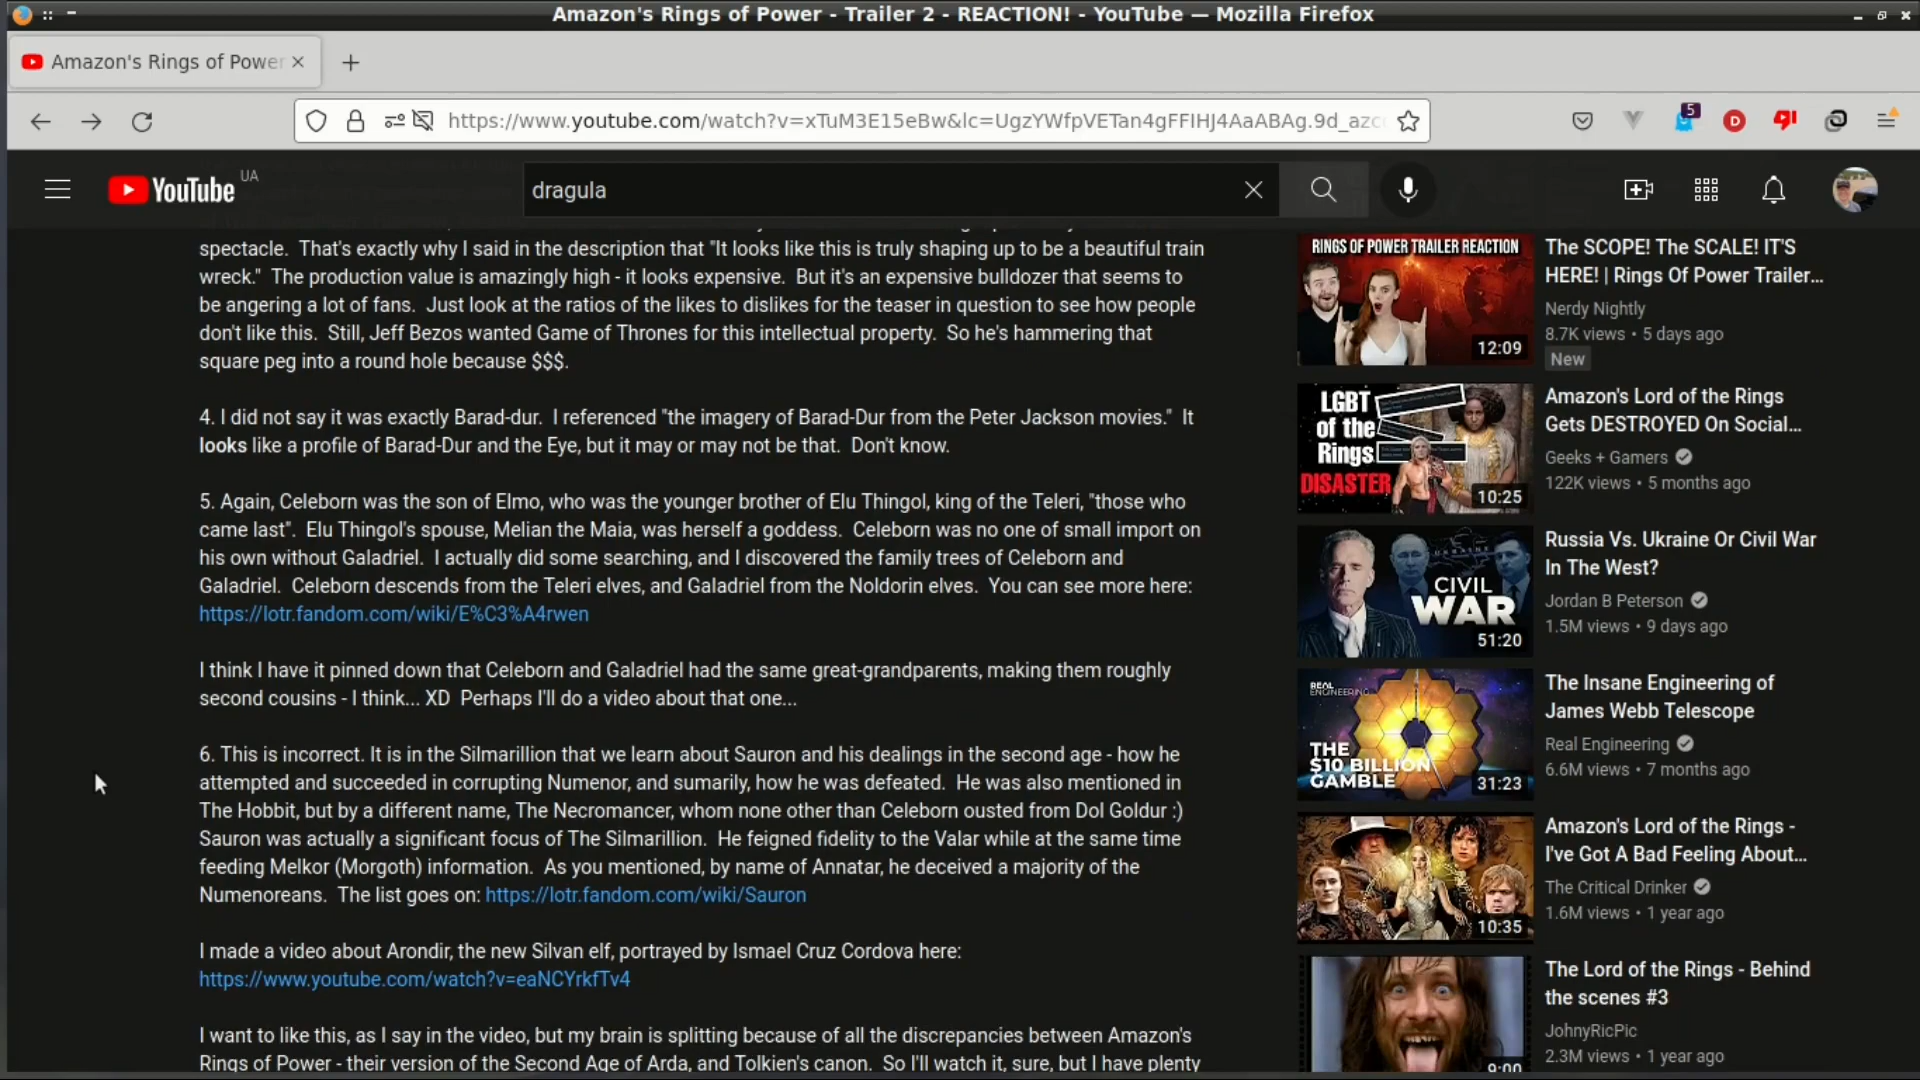 Amazon's Rings of Power - Trailer 2 - REACTION! - YouTube — Mozilla Firefox
Amazon's Rings of Power
https://www.youtube.com/watch?v=xTuM3E15eBw&lc=UgzYWfpVETan4gFFIHJ4AaABAg.9d_azc
5
YouTube UA
dragula
spectacle.  That's exactly why I said in the description that "It looks like this is truly shaping up to be a beautiful train
wreck."  The production value is amazingly high - it looks expensive.  But it's an expensive bulldozer that seems to
be angering a lot of fans.  Just look at the ratios of the likes to dislikes for the teaser in question to see how people
don't like this.  Still, Jeff Bezos wanted Game of Thrones for this intellectual property.  So he's hammering that
square peg into a round hole because $$$.
4. I did not say it was exactly Barad-dur.  I referenced "the imagery of Barad-Dur from the Peter Jackson movies."  It
looks like a profile of Barad-Dur and the Eye, but it may or may not be that.  Don't know.
5. Again, Celeborn was the son of Elmo, who was the younger brother of Elu Thingol, king of the Teleri, "those who
came last".  Elu Thingol's spouse, Melian the Maia, was herself a goddess.  Celeborn was no one of small import on
his own without Galadriel.  I actually did some searching, and I discovered the family trees of Celeborn and
Galadriel.  Celeborn descends from the Teleri elves, and Galadriel from the Noldorin elves.  You can see more here:
https://lotr.fandom.com/wiki/E%C3%A4rwen
I think I have it pinned down that Celeborn and Galadriel had the same great-grandparents, making them roughly
second cousins - I think... XD  Perhaps I'll do a video about that one...
6. This is incorrect. It is in the Silmarillion that we learn about Sauron and his dealings in the second age - how he
attempted and succeeded in corrupting Numenor, and sumarily, how he was defeated.  He was also mentioned in
The Hobbit, but by a different name, The Necromancer, whom none other than Celeborn ousted from Dol Goldur :)
Sauron was actually a significant focus of The Silmarillion.  He feigned fidelity to the Valar while at the same time
feeding Melkor (Morgoth) information.  As you mentioned, by name of Annatar, he deceived a majority of the
Numenoreans.  The list goes on: https://lotr.fandom.com/wiki/Sauron
I made a video about Arondir, the new Silvan elf, portrayed by Ismael Cruz Cordova here:
https://www.youtube.com/watch?v=eaNCYrkfTv4
I want to like this, as I say in the video, but my brain is splitting because of all the discrepancies between Amazon's
Rings of Power - their version of the Second Age of Arda, and Tolkien's canon.  So I'll watch it, sure, but I have plenty
RINGS OF POWER TRAILER REACTION
12:09
The SCOPE! The SCALE! IT'S
HERE! | Rings Of Power Trailer...
Nerdy Nightly
8.7K views • 5 days ago
New
LGBT
of the
Rings
DISASTER
10:25
Amazon's Lord of the Rings
Gets DESTROYED On Social...
Geeks + Gamers
122K views • 5 months ago
CIVIL
WAR
51:20
Russia Vs. Ukraine Or Civil War
In The West?
Jordan B Peterson
1.5M views • 9 days ago
REAL
ENGINEERING
THE
$10 BILLION
GAMBLE
31:23
The Insane Engineering of
James Webb Telescope
Real Engineering
6.6M views • 7 months ago
10:35
Amazon's Lord of the Rings -
I've Got A Bad Feeling About...
The Critical Drinker
1.6M views • 1 year ago
9:00
The Lord of the Rings - Behind
the scenes #3
JohnyRicPic
2.3M views • 1 year ago